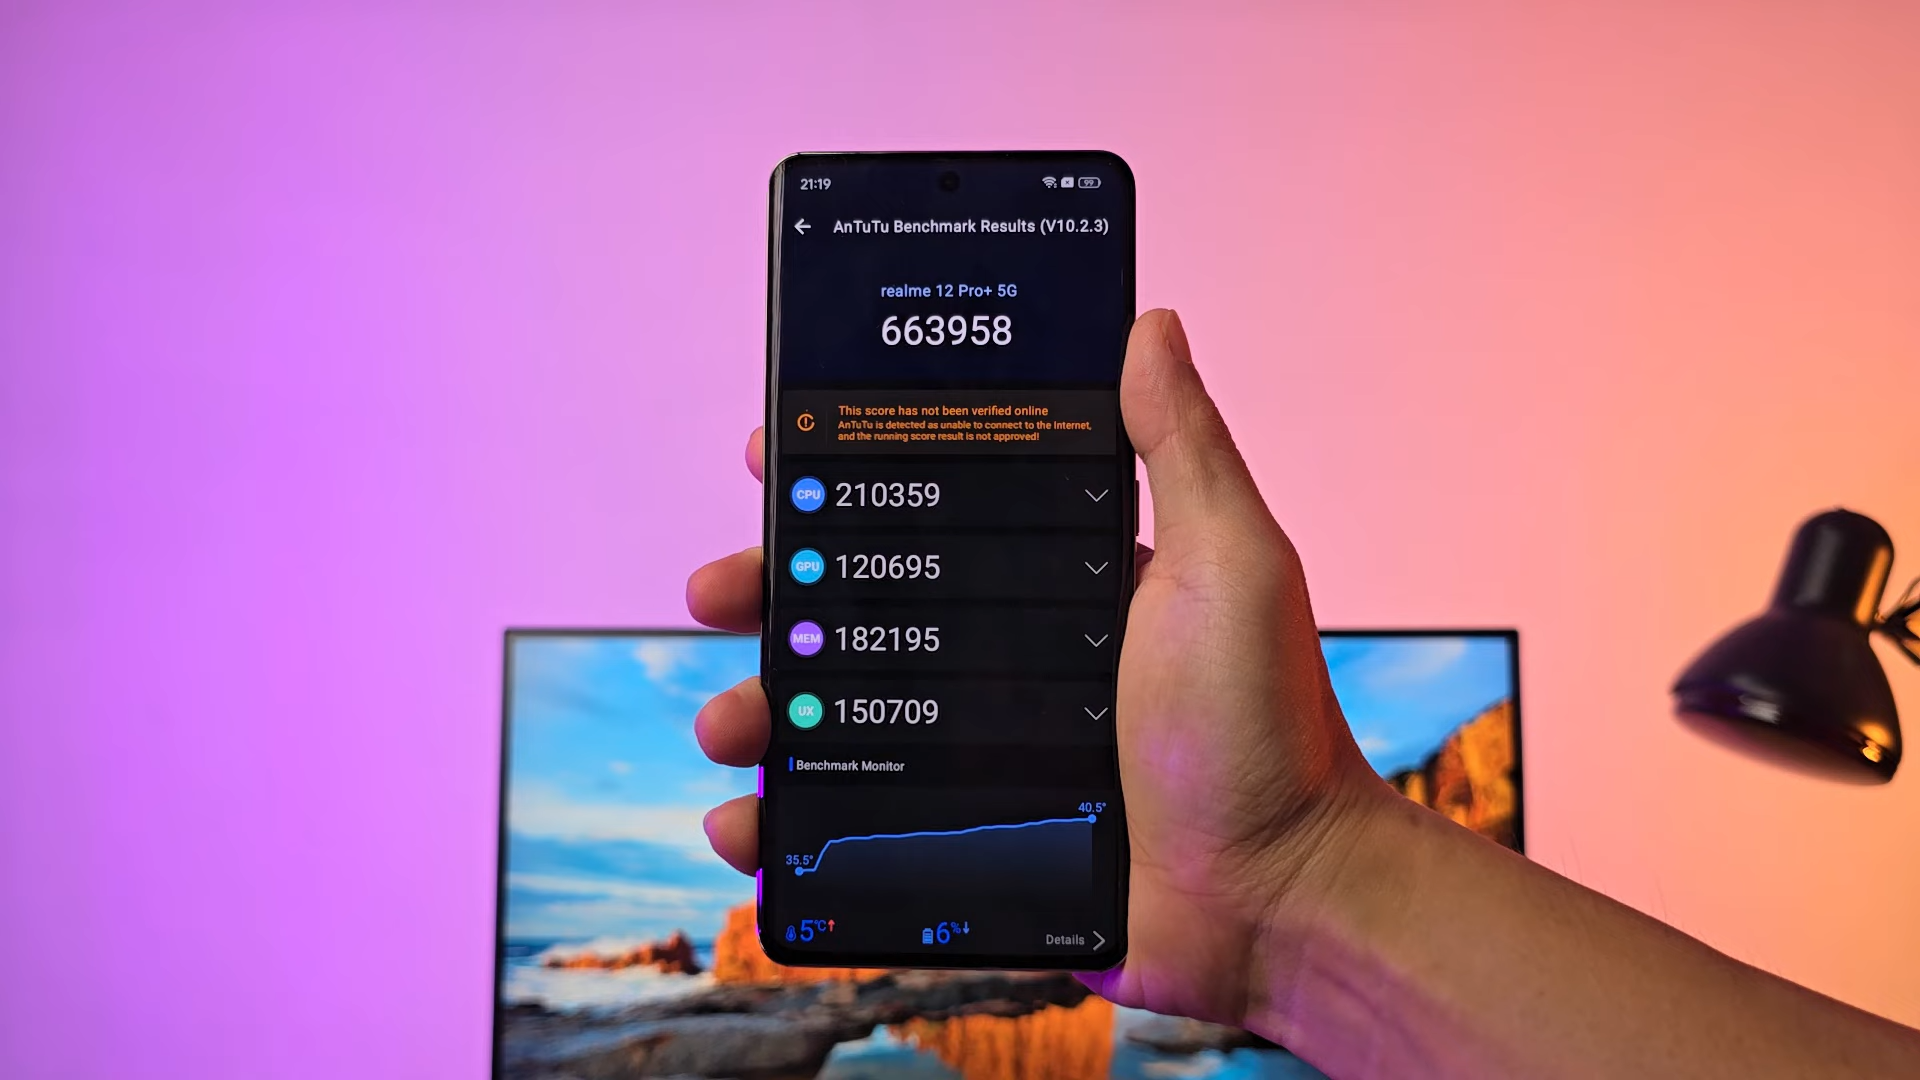 21:19
99
AnTuTu Benchmark Results (V10.2.3)
realme 12 Pro+ 5G
663958
This score has not been verified online
AnTuTu is detected as unable to connect to the Internet,
and the running score result is not approved!
CPU 210359
GPU 120695
MEM 182195
UX 150709
Benchmark Monitor
40.5°
35.5°
5°C↑ 6%↓ Details